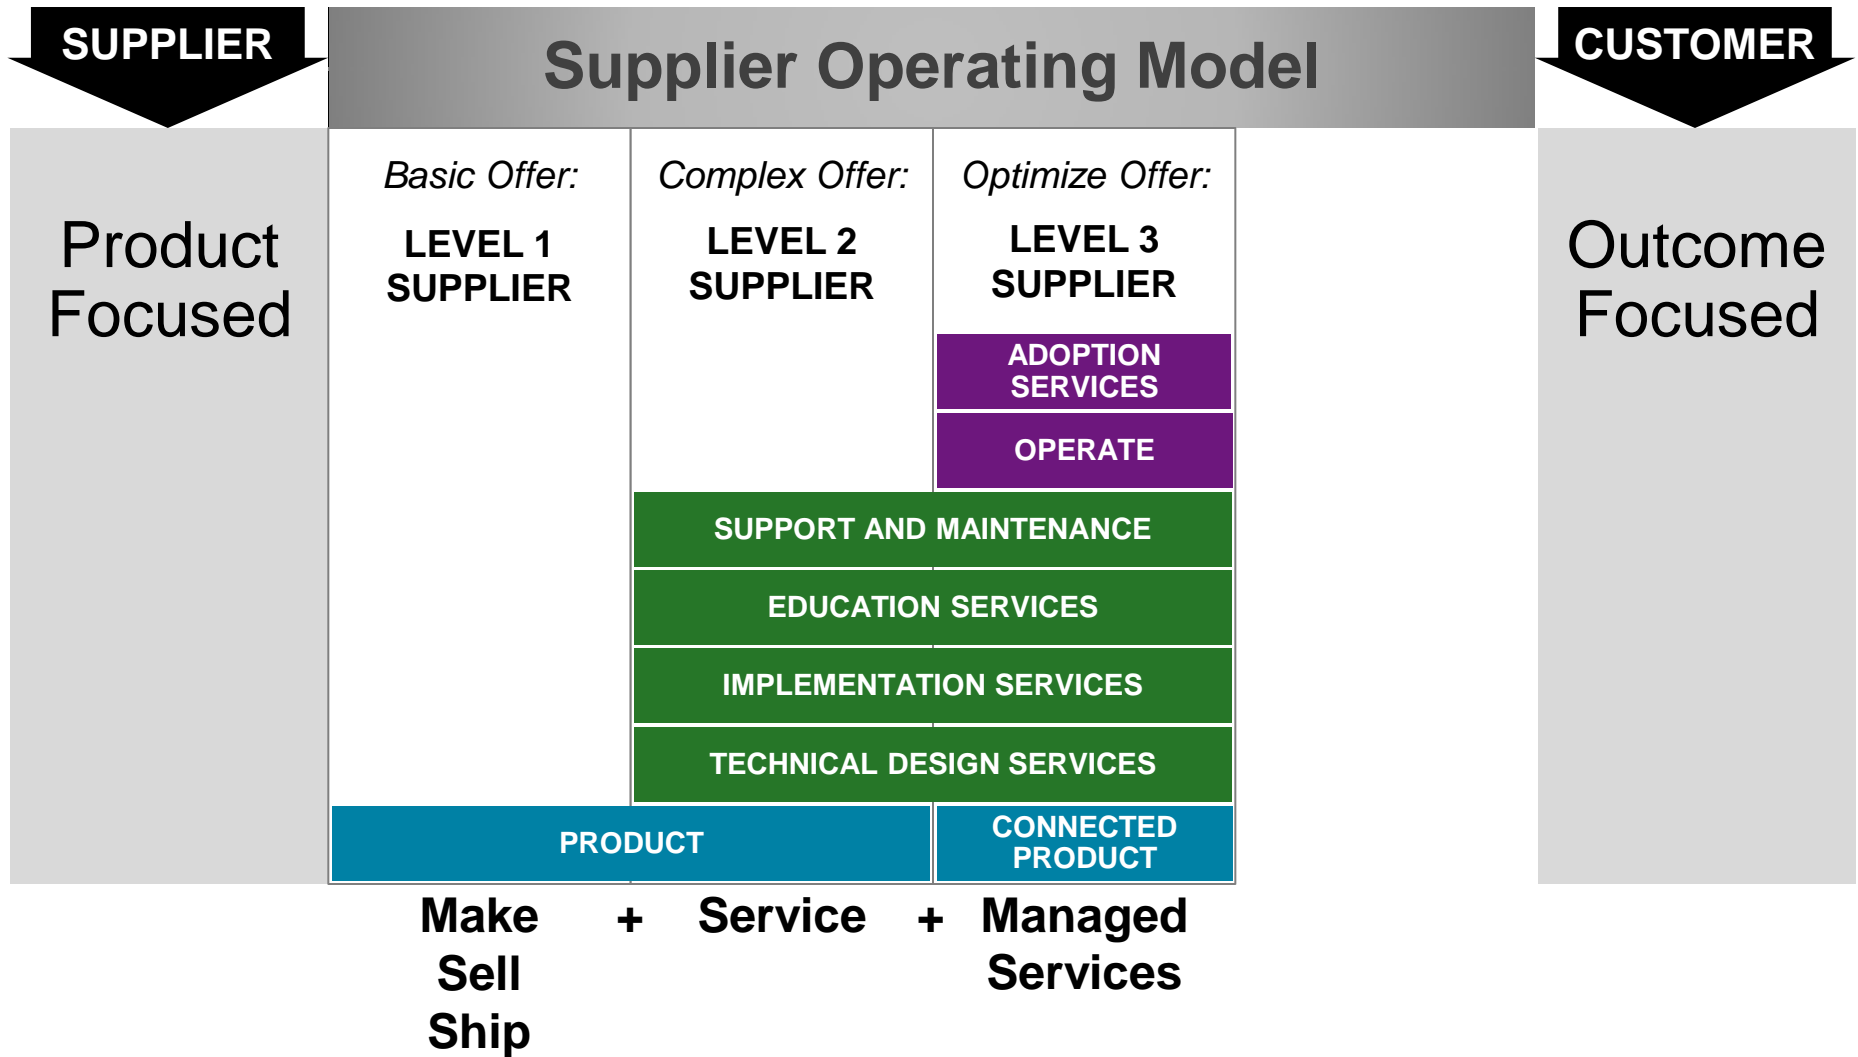 SUPPLIER
Supplier Operating Model
CUSTOMER
Product
Focused
Basic Offer:
LEVEL 1
SUPPLIER
Complex Offer:
LEVEL 2
SUPPLIER
Optimize Offer:
LEVEL 3
SUPPLIER
Outcome
Focused
ADOPTION
SERVICES
OPERATE
SUPPORT AND MAINTENANCE
EDUCATION SERVICES
IMPLEMENTATION SERVICES
TECHNICAL DESIGN SERVICES
PRODUCT
CONNECTED
PRODUCT
Make
Sell
Ship
+
Service
+
Managed
Services